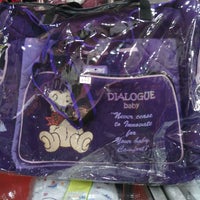 DIALOGUE
baby
Never cease
to Innovate
for
Your baby
Comfort!